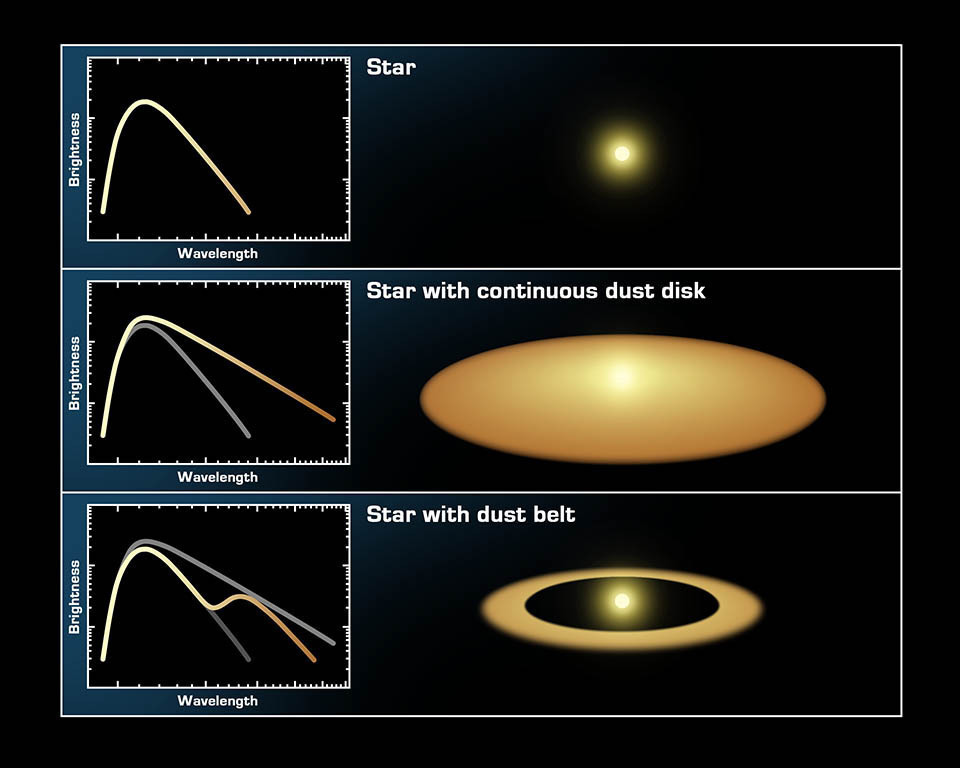 Star
Brightness
Wavelength
Star with continuous dust disk
Brightness
Wavelength
Star with dust belt
Brightness
Wavelength